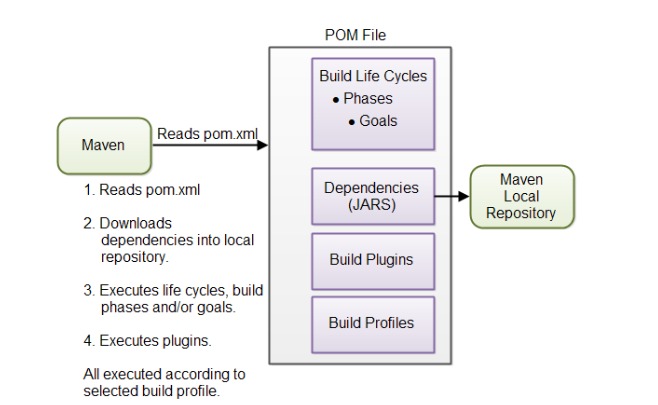 POM File
Build Life Cycles
• Phases
• Goals
Maven
Reads pom.xml
Dependencies
(JARS)
Maven
Local
Repository
Build Plugins
Build Profiles
1. Reads pom.xml
2. Downloads
dependencies into local
repository.
3. Executes life cycles, build
phases and/or goals.
4. Executes plugins.
All executed according to
selected build profile.